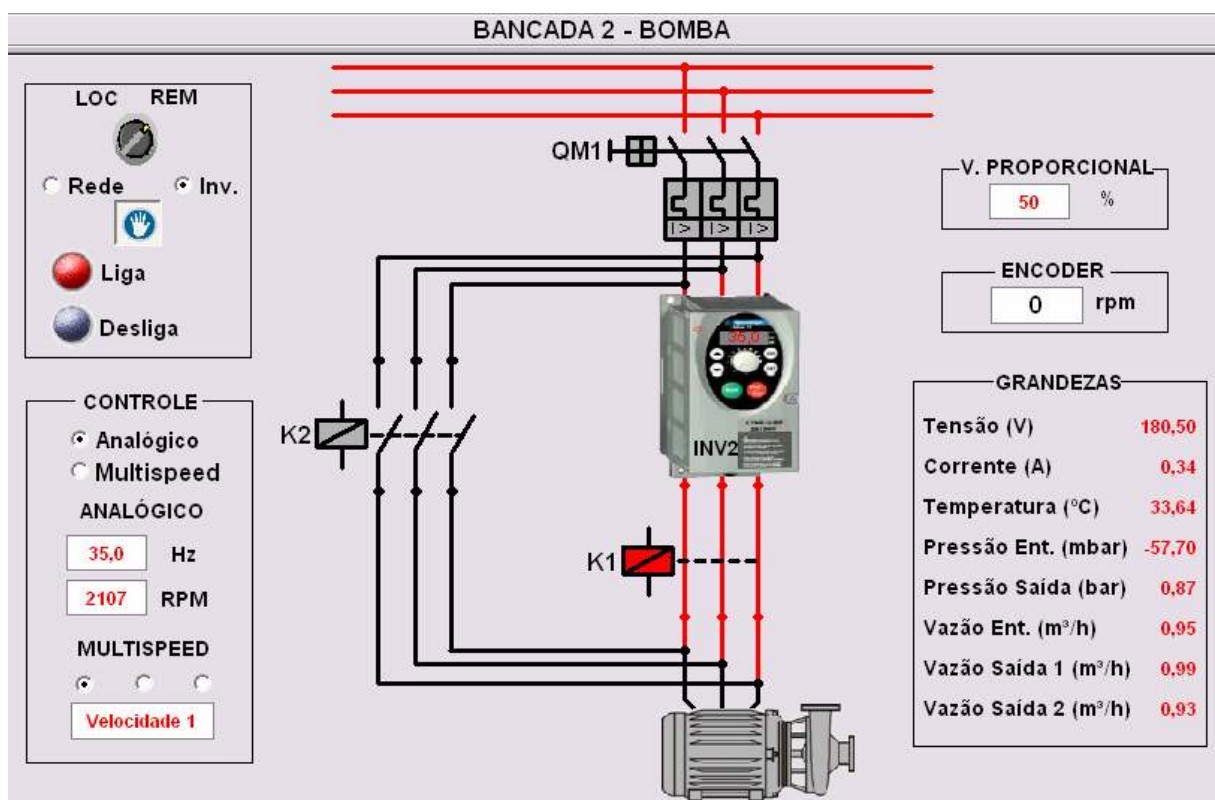 BANCADA 2 - BOMBA
LOC REM
Rede Inv.
Liga
Desliga
CONTROLE
Analógico
Multispeed
ANALÓGICO
35,0 Hz
2107 RPM
MULTISPEED
Velocidade 1
QM1
I > I > I >
K2
35,0
INV2
K1
V. PROPORCIONAL
50 %
ENCODER
0 rpm
GRANDEZAS
Tensão (V) 180,50
Corrente (A) 0,34
Temperatura (ºC) 33,64
Pressão Ent. (mbar) -57,70
Pressão Saída (bar) 0,87
Vazão Ent. (m³/h) 0,95
Vazão Saída 1 (m³/h) 0,99
Vazão Saída 2 (m³/h) 0,93